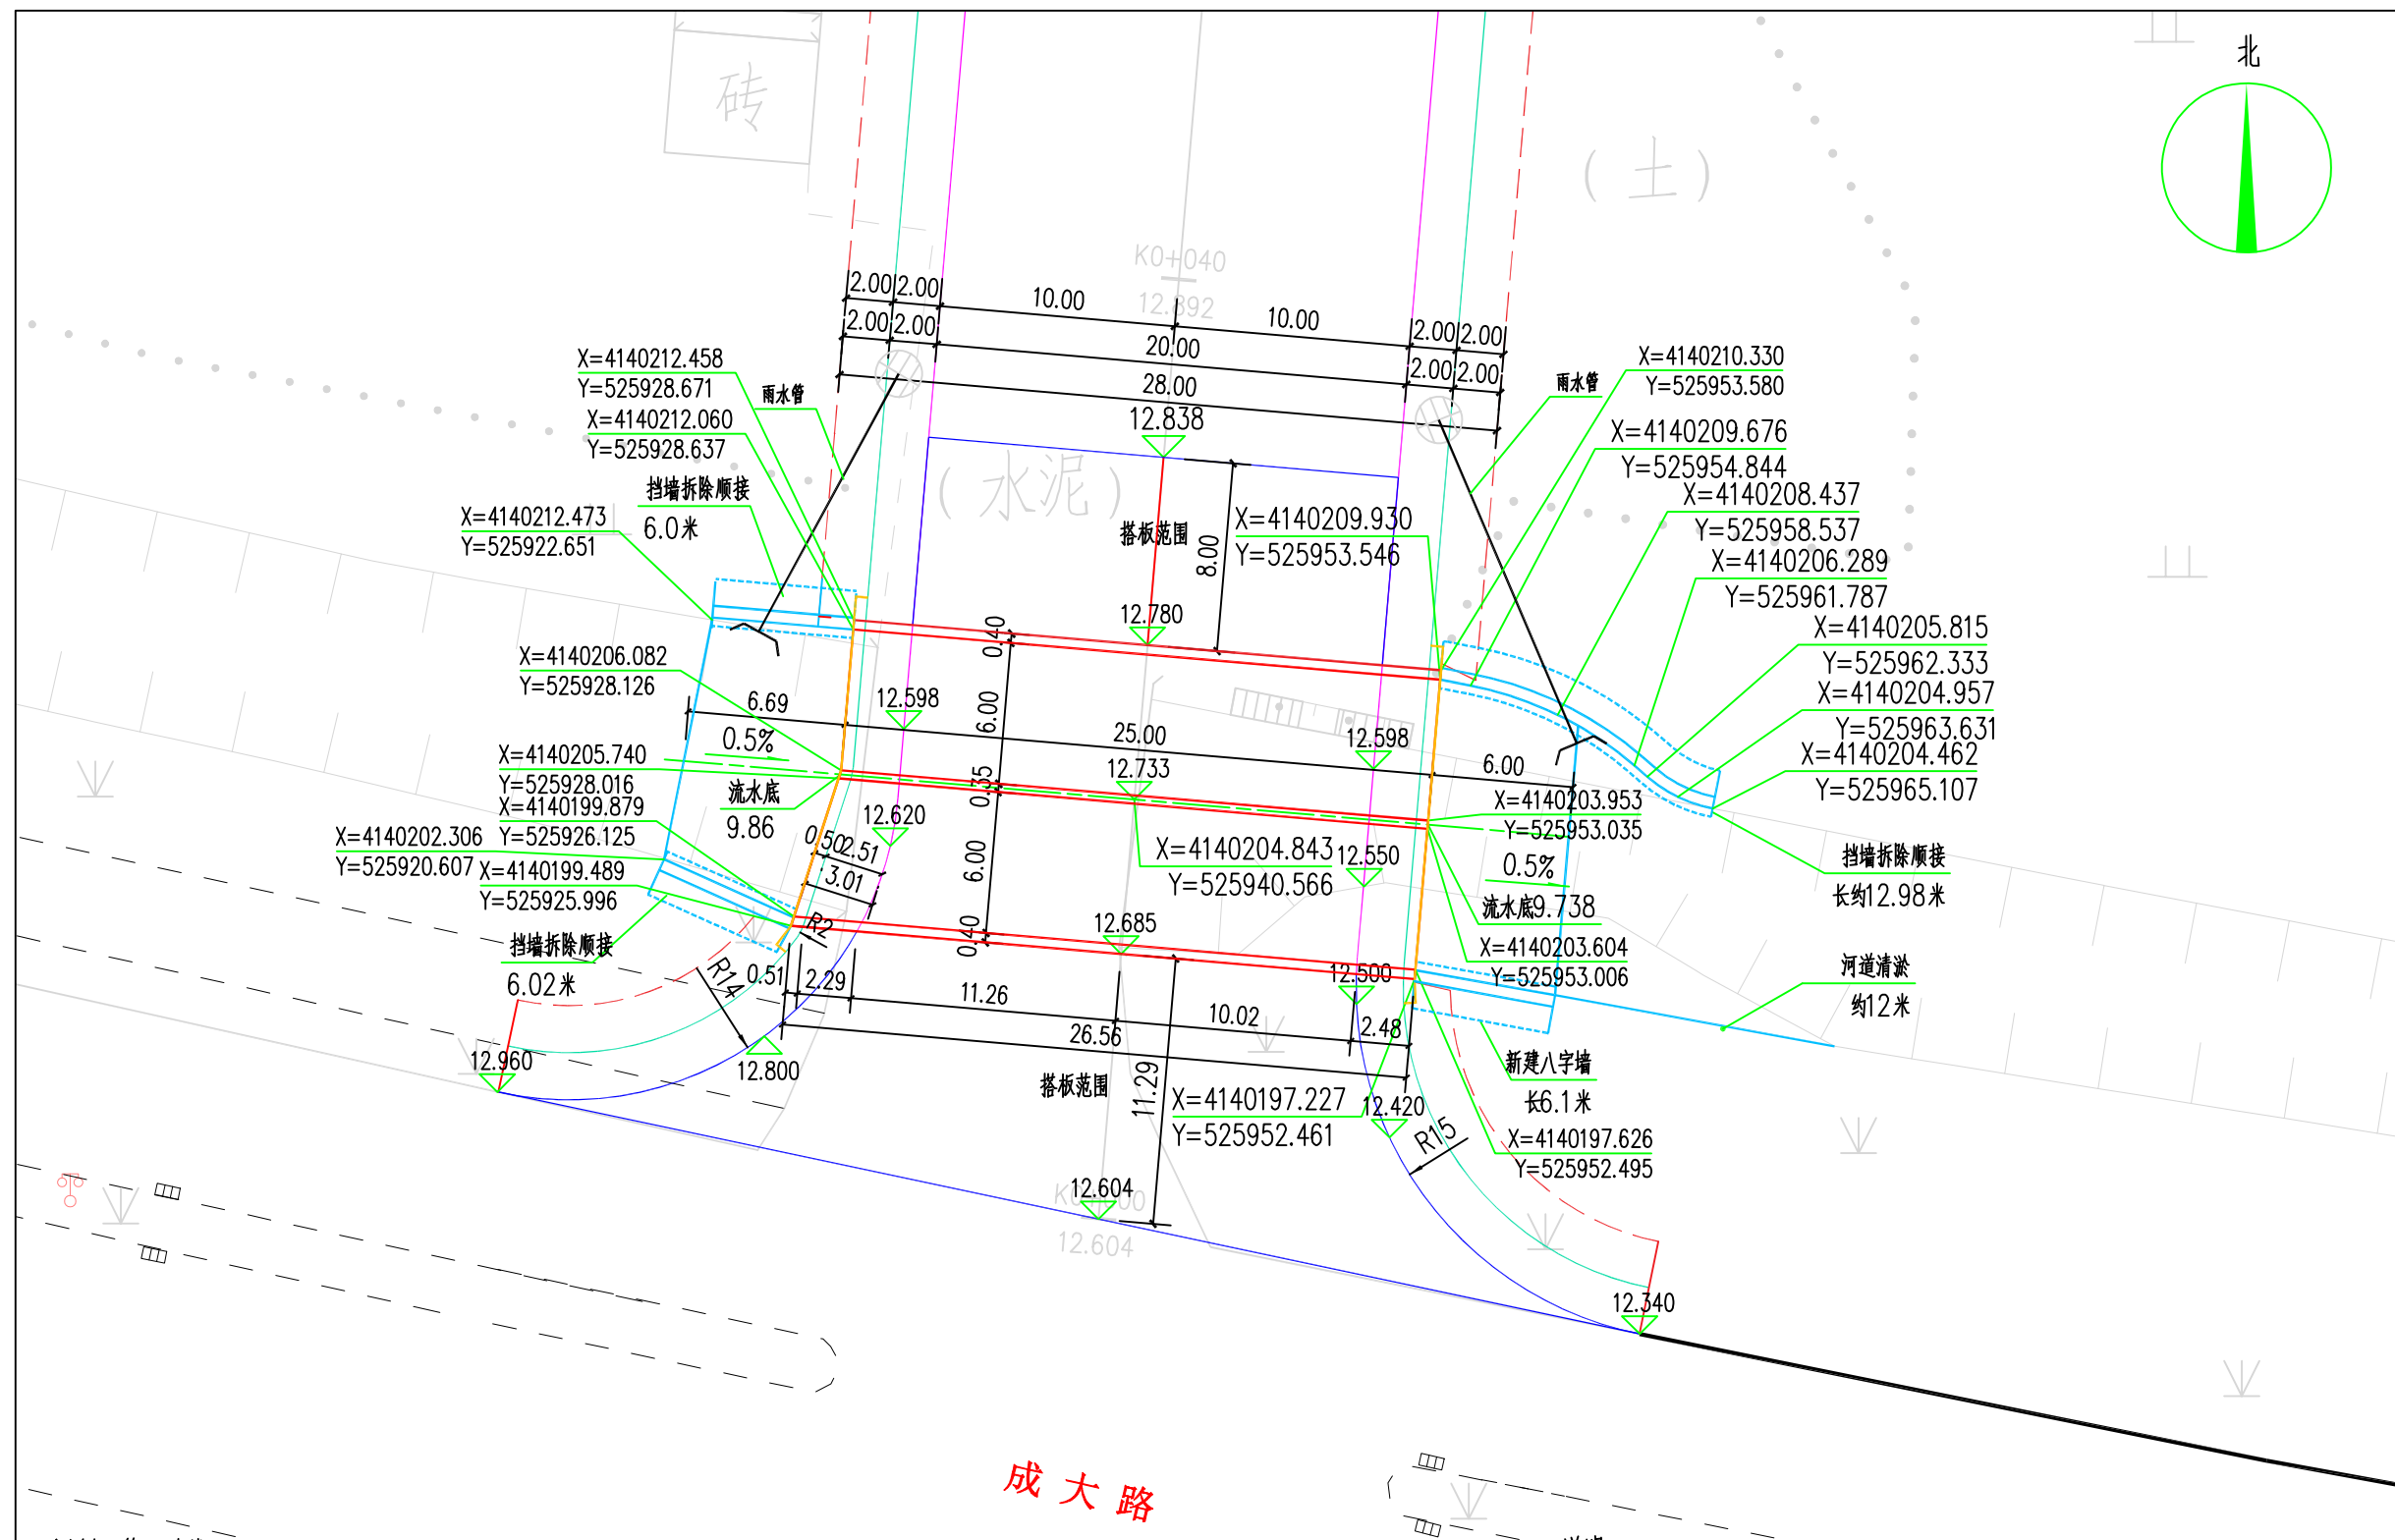 北
砖
（土）
K0+040
12.892
2.00 2.00 10.00 10.00 2.00 2.00
2.00 2.00 20.00 2.00 2.00
28.00
12.838
X=4140212.458
Y=525928.671
X=4140212.060
Y=525928.637
雨水管
挡墙拆除顺接
6.0米
X=4140212.473
Y=525922.651
（水泥）
搭板范围
8.00
X=4140209.930
Y=525953.546
雨水管
X=4140210.330
Y=525953.580
X=4140209.676
Y=525954.844
X=4140208.437
Y=525958.537
X=4140206.289
Y=525961.787
X=4140205.815
Y=525962.333
X=4140204.957
Y=525963.631
X=4140204.462
Y=525965.107
12.780
0.40
X=4140206.082
Y=525928.126
6.69
12.598
6.00
25.00
12.598
6.00
0.5%
X=4140205.740
Y=525928.016
流水底
9.86
12.733
0.35
X=4140199.879
Y=525926.125
X=4140202.306
Y=525920.607
X=4140199.489
Y=525925.996
12.620
0.50 2.51
3.01
6.00
X=4140204.843
Y=525940.566
12.550
X=4140203.953
Y=525953.035
0.5%
流水底9.738
X=4140203.604
Y=525953.006
挡墙拆除顺接
长约12.98米
河道清淤
约12米
挡墙拆除顺接
6.02米
R2
R14
0.40
12.685
0.51 2.29 11.26 10.02 2.48
26.56
12.500
12.960
12.800
搭板范围
11.29
X=4140197.227
Y=525952.461
12.420
R15
新建八字墙
长6.1米
X=4140197.626
Y=525952.495
12.604
12.604
12.340
成大路